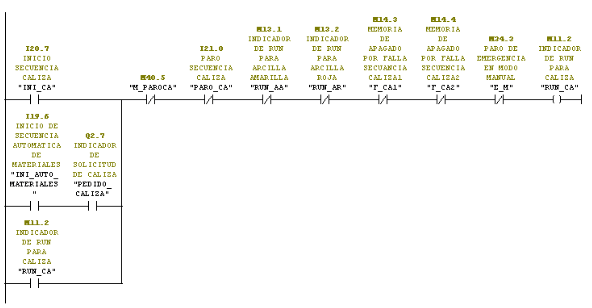 I20.7
INICIO
SECUENCIA
CALIZA
"INI_CA"
M40.5
"M_PAROCA"
I21.0
PARO
SECUENCIA
CALIZA
"PARO_CA"
M13.1
INDICADOR
DE RUN
PARA
ARCILLA
AMARILLA
"RUN_AA"
M13.2
INDICADOR
DE RUN
PARA
ARCILLA
ROJA
"RUN_AR"
M14.3
MEMORIA
DE
APAGADO
POR FALLA
SECUANCIA
CALIZA1
"F_CA1"
M14.4
MEMORIA
DE
APAGADO
POR FALLA
SECUENCIA
CALIZA2
"F_CA2"
M34.3
PARO DE
EMERGENCIA
EN MODO
MANUAL
"E_M"
M11.2
INDICADOR
DE RUN
PARA
CALIZA
"RUN_CA"
I19.6
INICIO DE
SECUENCIA
AUTOMATICA
DE
MATERIALES
"INI_AUTO_
MATERIALES
"
Q2.7
INDICADOR
DE
SOLICITUD
DE CALIZA
"PEDIDO_
CALIZA"
M11.2
INDICADOR
DE RUN
PARA
CALIZA
"RUN_CA"